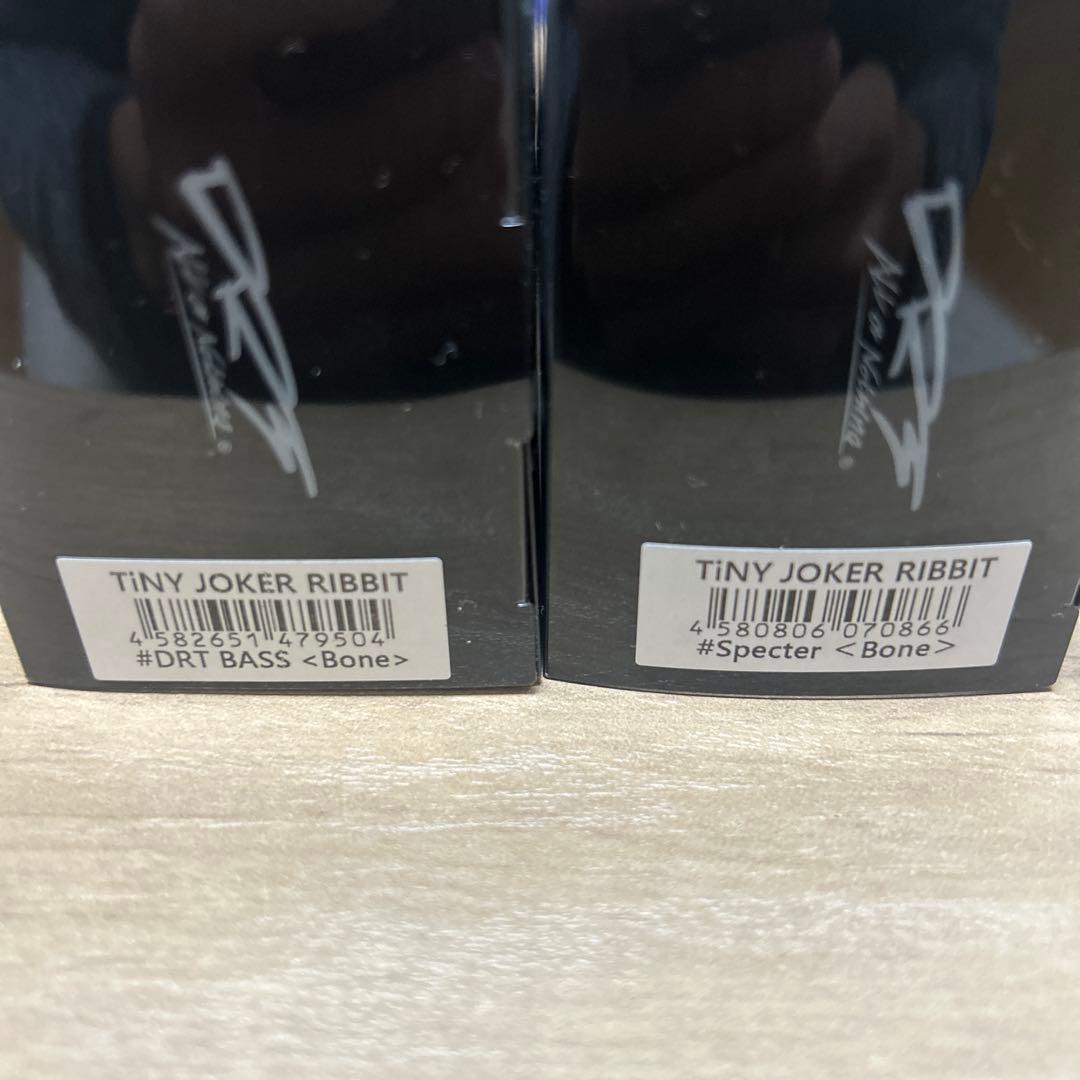 TiNY JOKER RIBBIT
4 582651 479504
#DRT BASS <Bone>
TiNY JOKER RIBBIT
4 580806 070866
#Specter <Bone>